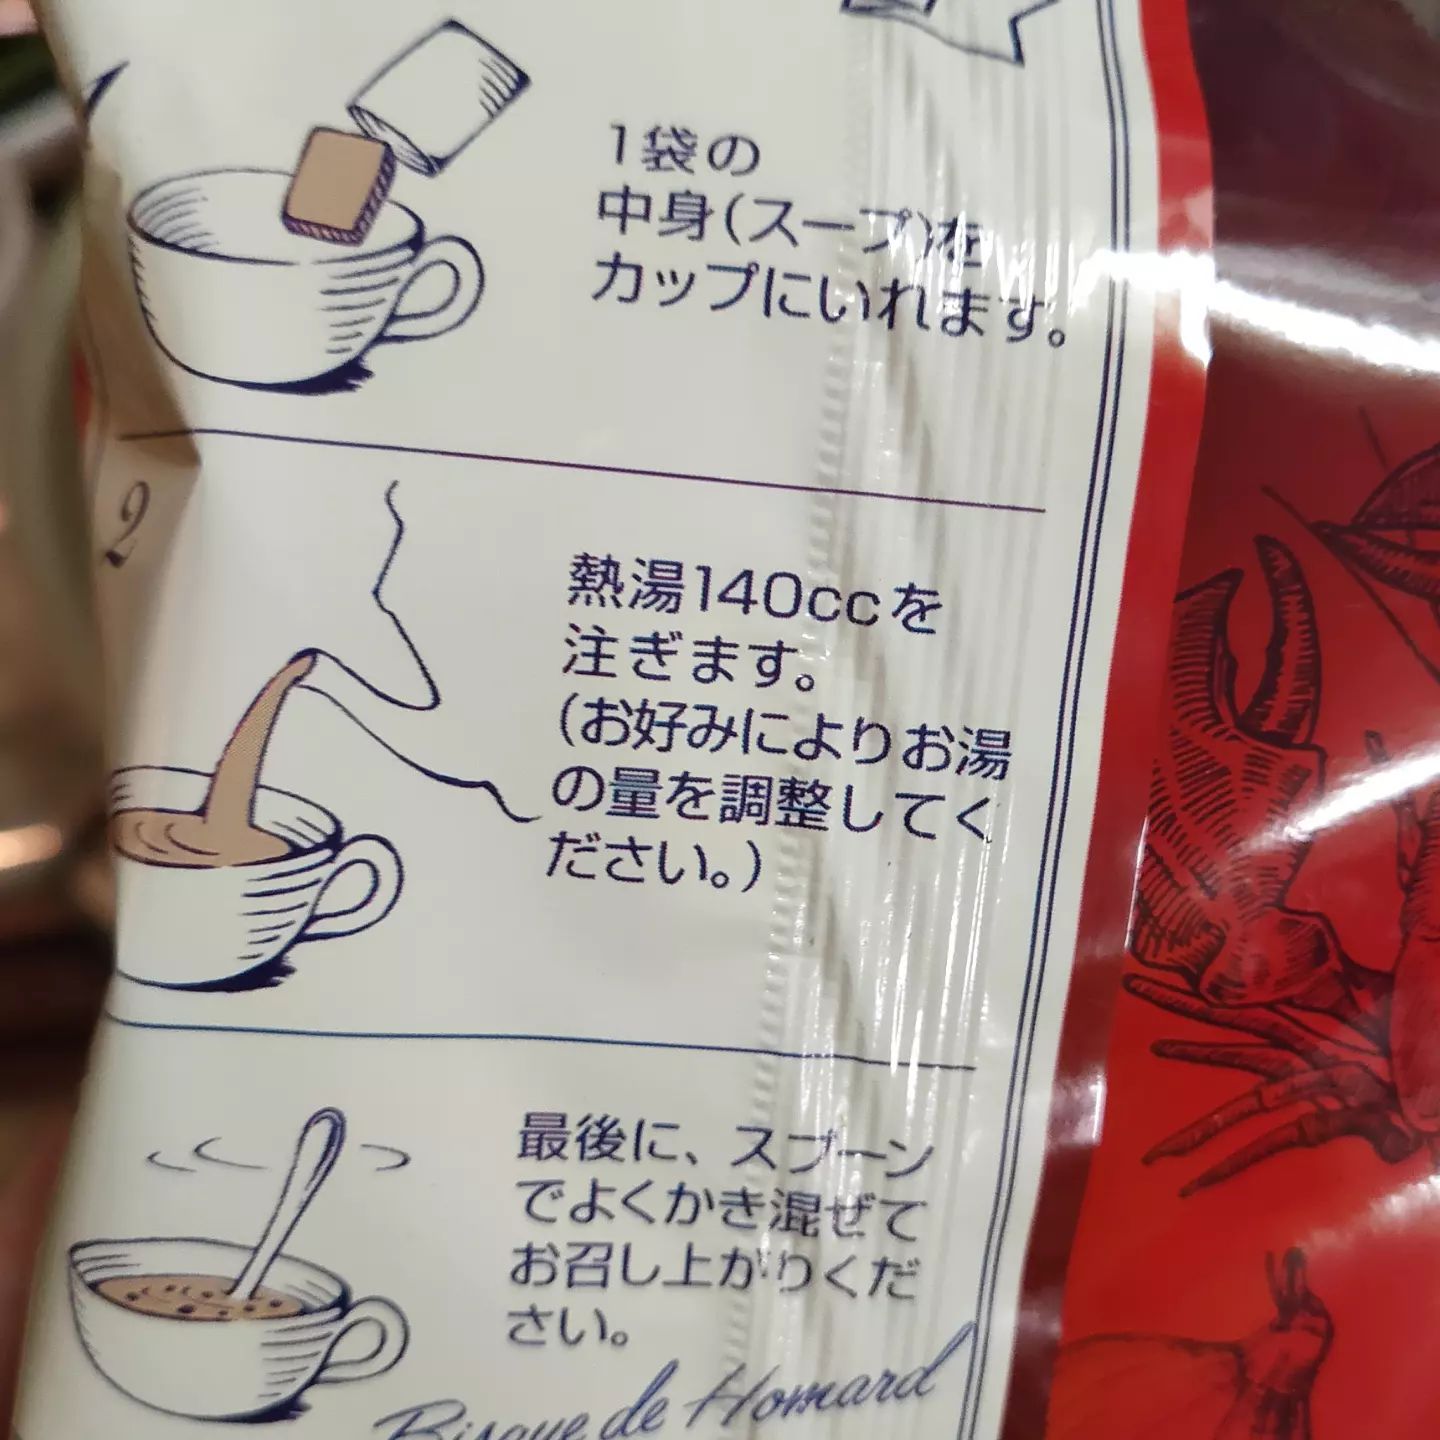 1袋の
中身(スープ)を
カップにいれます。
2
熱湯140ccを
注ぎます。
(お好みによりお湯
の量を調整してく
ださい。)
最後に、スプーン
でよくかき混ぜて
お召し上がりくだ
さい。
Bisque de Homard